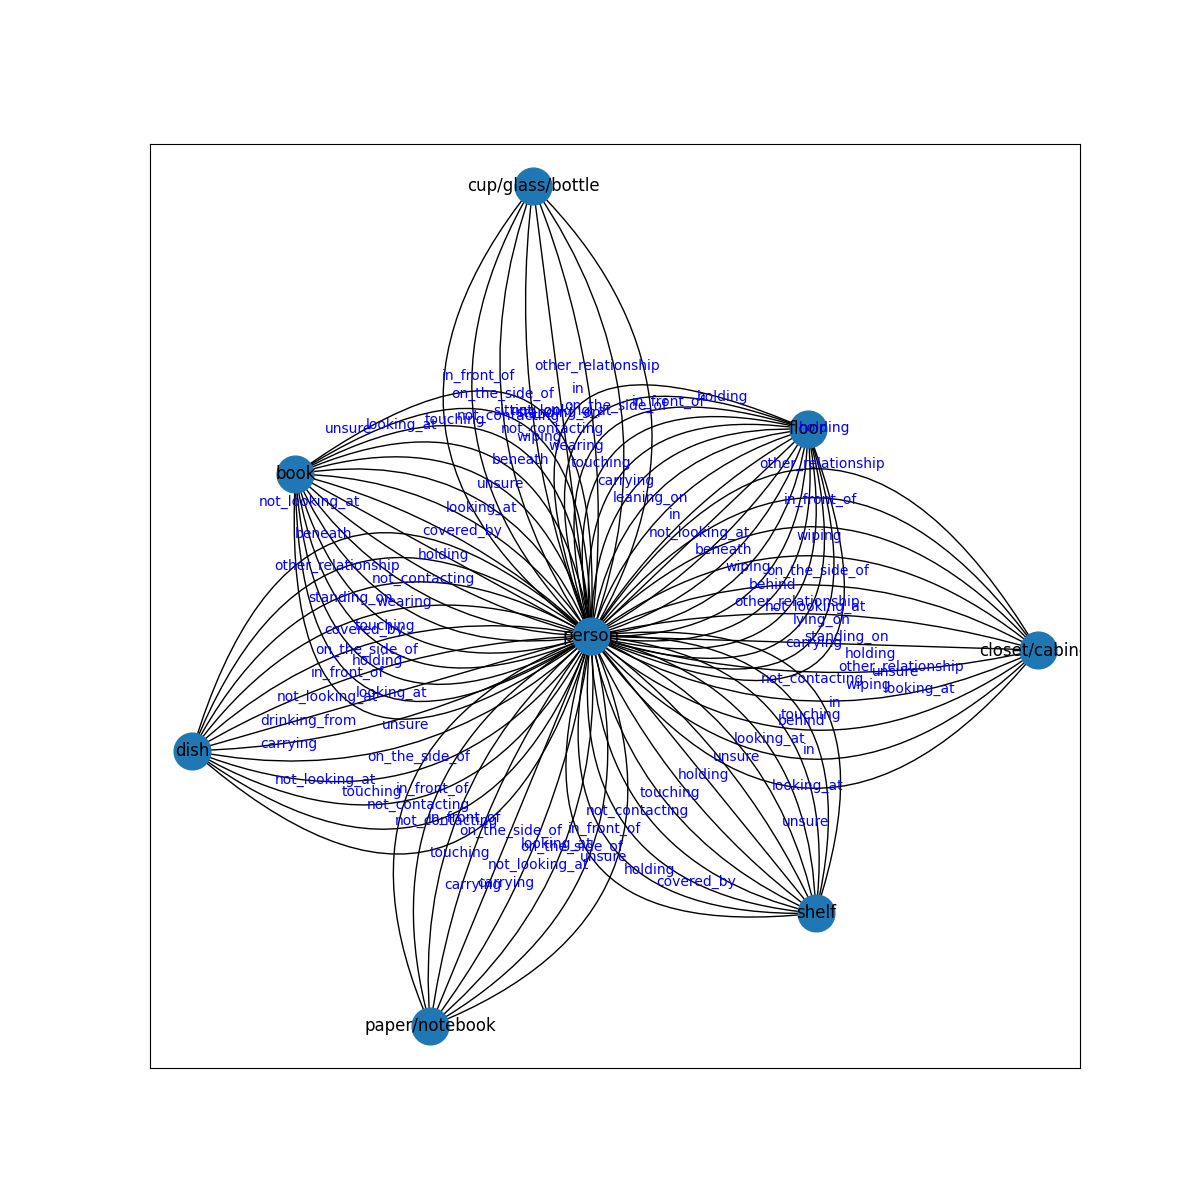 cup/glass/bottle
other_relationship
in_front_of
in
on_the_side_of
holding
on_the_side_of
in_front_of
touching
not_contacting
looking_at
unsure
holding
floor
not_contacting
wiping
wearing
beneath
touching
other_relationship
book
carrying
unsure
not_looking_at
leaning_on
in_front_of
looking_at
in
covered_by
not_looking_at
beneath
wiping
holding
beneath
other_relationship
wiping
on_the_side_of
not_contacting
behind
standing_on
wearing
other_relationship
not_looking_at
lying_on
touching
covered_by
person
standing_on
carrying
on_the_side_of
closet/cabin
holding
holding
other_relationship
in_front_of
unsure
not_contacting
wiping
looking_at
not_looking_at
looking_at
in
touching
drinking_from
behind
unsure
looking_at
carrying
dish
in
on_the_side_of
unsure
holding
not_looking_at
looking_at
touching
in_front_of
touching
not_contacting
not_contacting
in_front_of
not_contacting
unsure
on_the_side_of
in_front_of
looking_at
on_the_side_of
touching
unsure
not_looking_at
holding
carrying
carrying
covered_by
shelf
paper/notebook